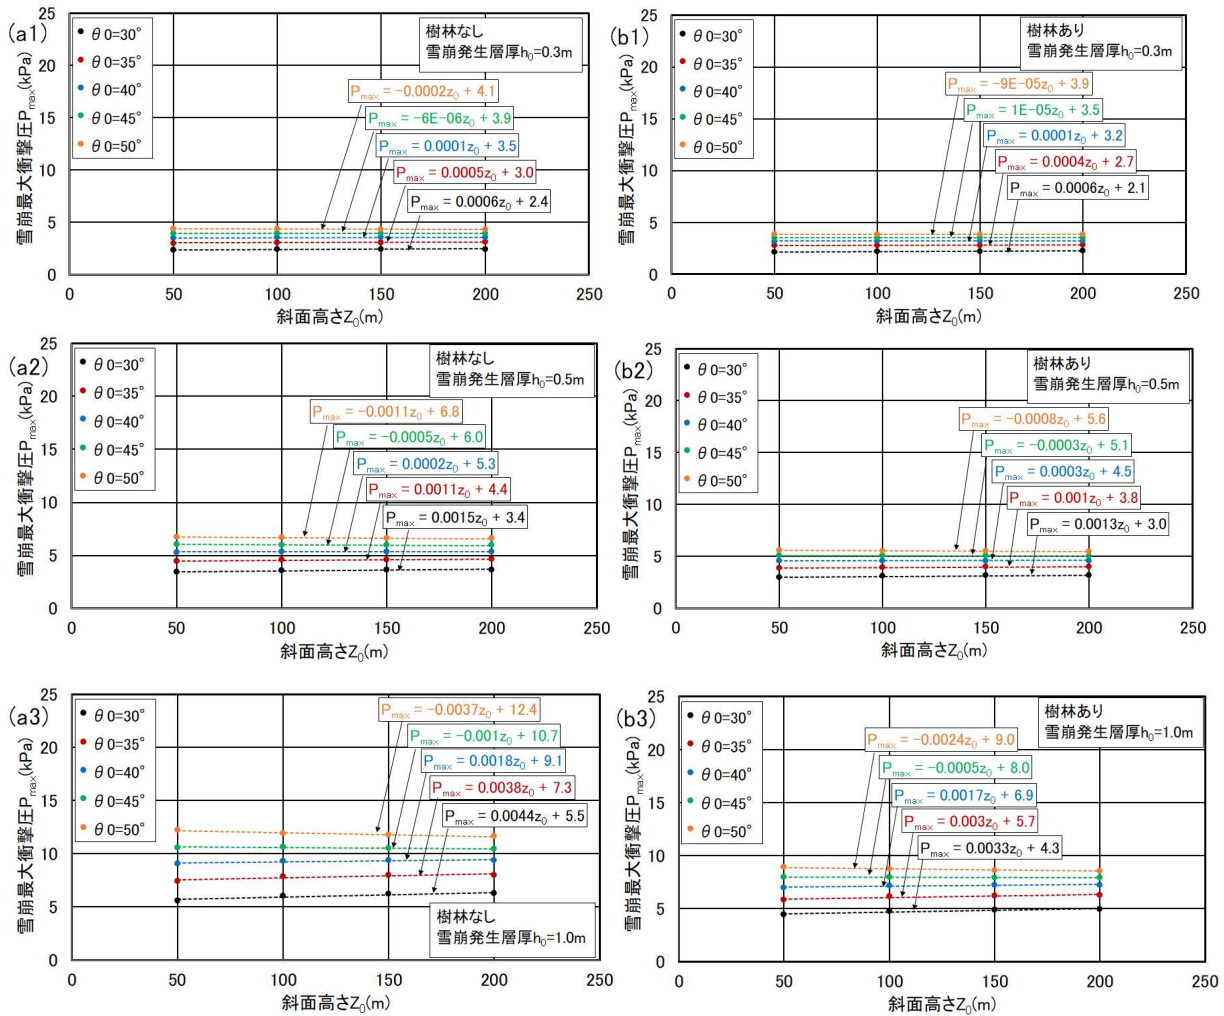 (a1)
θ0=30°
θ0=35°
θ0=40°
θ0=45°
θ0=50°
樹林なし
雪崩発生層厚h0=0.3m
Pmax = -0.0002z0 + 4.1
Pmax = -6E-06z0 + 3.9
Pmax = 0.0001z0 + 3.5
Pmax = 0.0005z0 + 3.0
Pmax = 0.0006z0 + 2.4
雪崩最大衝撃圧Pmax(kPa)
25
20
15
10
5
0
0 50 100 150 200 250
斜面高さZ0(m)
(b1)
θ0=30°
θ0=35°
θ0=40°
θ0=45°
θ0=50°
樹林あり
雪崩発生層厚h0=0.3m
Pmax = -9E-05z0 + 3.9
Pmax = 1E-05z0 + 3.5
Pmax = 0.0001z0 + 3.2
Pmax = 0.0004z0 + 2.7
Pmax = 0.0006z0 + 2.1
雪崩最大衝撃圧Pmax(kPa)
25
20
15
10
5
0
0 50 100 150 200 250
斜面高さZ0(m)
(a2)
θ0=30°
θ0=35°
θ0=40°
θ0=45°
θ0=50°
樹林なし
雪崩発生層厚h0=0.5m
Pmax = -0.0011z0 + 6.8
Pmax = -0.0005z0 + 6.0
Pmax = 0.0002z0 + 5.3
Pmax = 0.0011z0 + 4.4
Pmax = 0.0015z0 + 3.4
雪崩最大衝撃圧Pmax(kPa)
25
20
15
10
5
0
0 50 100 150 200 250
斜面高さZ0(m)
(b2)
θ0=30°
θ0=35°
θ0=40°
θ0=45°
θ0=50°
樹林あり
雪崩発生層厚h0=0.5m
Pmax = -0.0008z0 + 5.6
Pmax = -0.0003z0 + 5.1
Pmax = 0.0003z0 + 4.5
Pmax = 0.001z0 + 3.8
Pmax = 0.0013z0 + 3.0
雪崩最大衝撃圧Pmax(kPa)
25
20
15
10
5
0
0 50 100 150 200 250
斜面高さZ0(m)
(a3)
θ0=30°
θ0=35°
θ0=40°
θ0=45°
θ0=50°
Pmax = -0.0037z0 + 12.4
Pmax = -0.001z0 + 10.7
Pmax = 0.0018z0 + 9.1
Pmax = 0.0038z0 + 7.3
Pmax = 0.0044z0 + 5.5
樹林なし
雪崩発生層厚h0=1.0m
雪崩最大衝撃圧Pmax(kPa)
25
20
15
10
5
0
0 50 100 150 200 250
斜面高さZ0(m)
(b3)
θ0=30°
θ0=35°
θ0=40°
θ0=45°
θ0=50°
樹林あり
雪崩発生層厚h0=1.0m
Pmax = -0.0024z0 + 9.0
Pmax = -0.0005z0 + 8.0
Pmax = 0.0017z0 + 6.9
Pmax = 0.003z0 + 5.7
Pmax = 0.0033z0 + 4.3
雪崩最大衝撃圧Pmax(kPa)
25
20
15
10
5
0
0 50 100 150 200 250
斜面高さZ0(m)